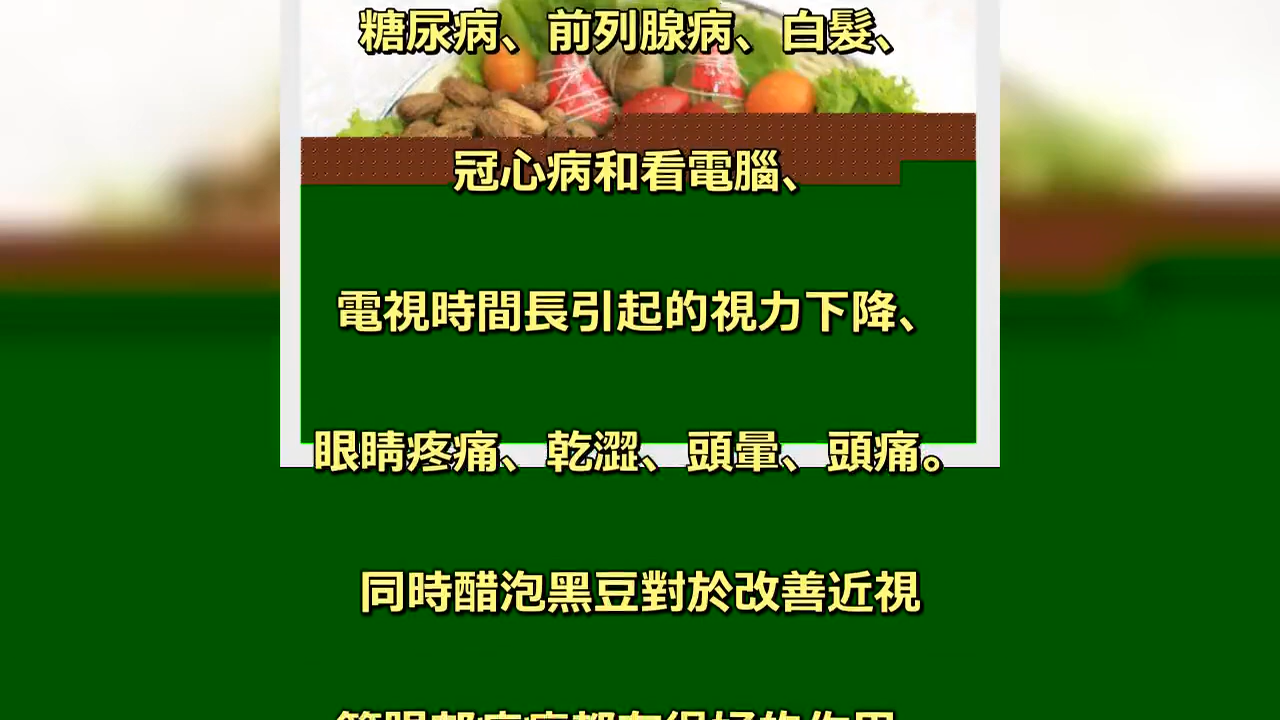 糖尿病、前列腺病、白髮、
冠心病和看電腦、
電視時間長引起的視力下降、
眼睛疼痛、乾澀、頭暈、頭痛。
同時醋泡黑豆對於改善近視